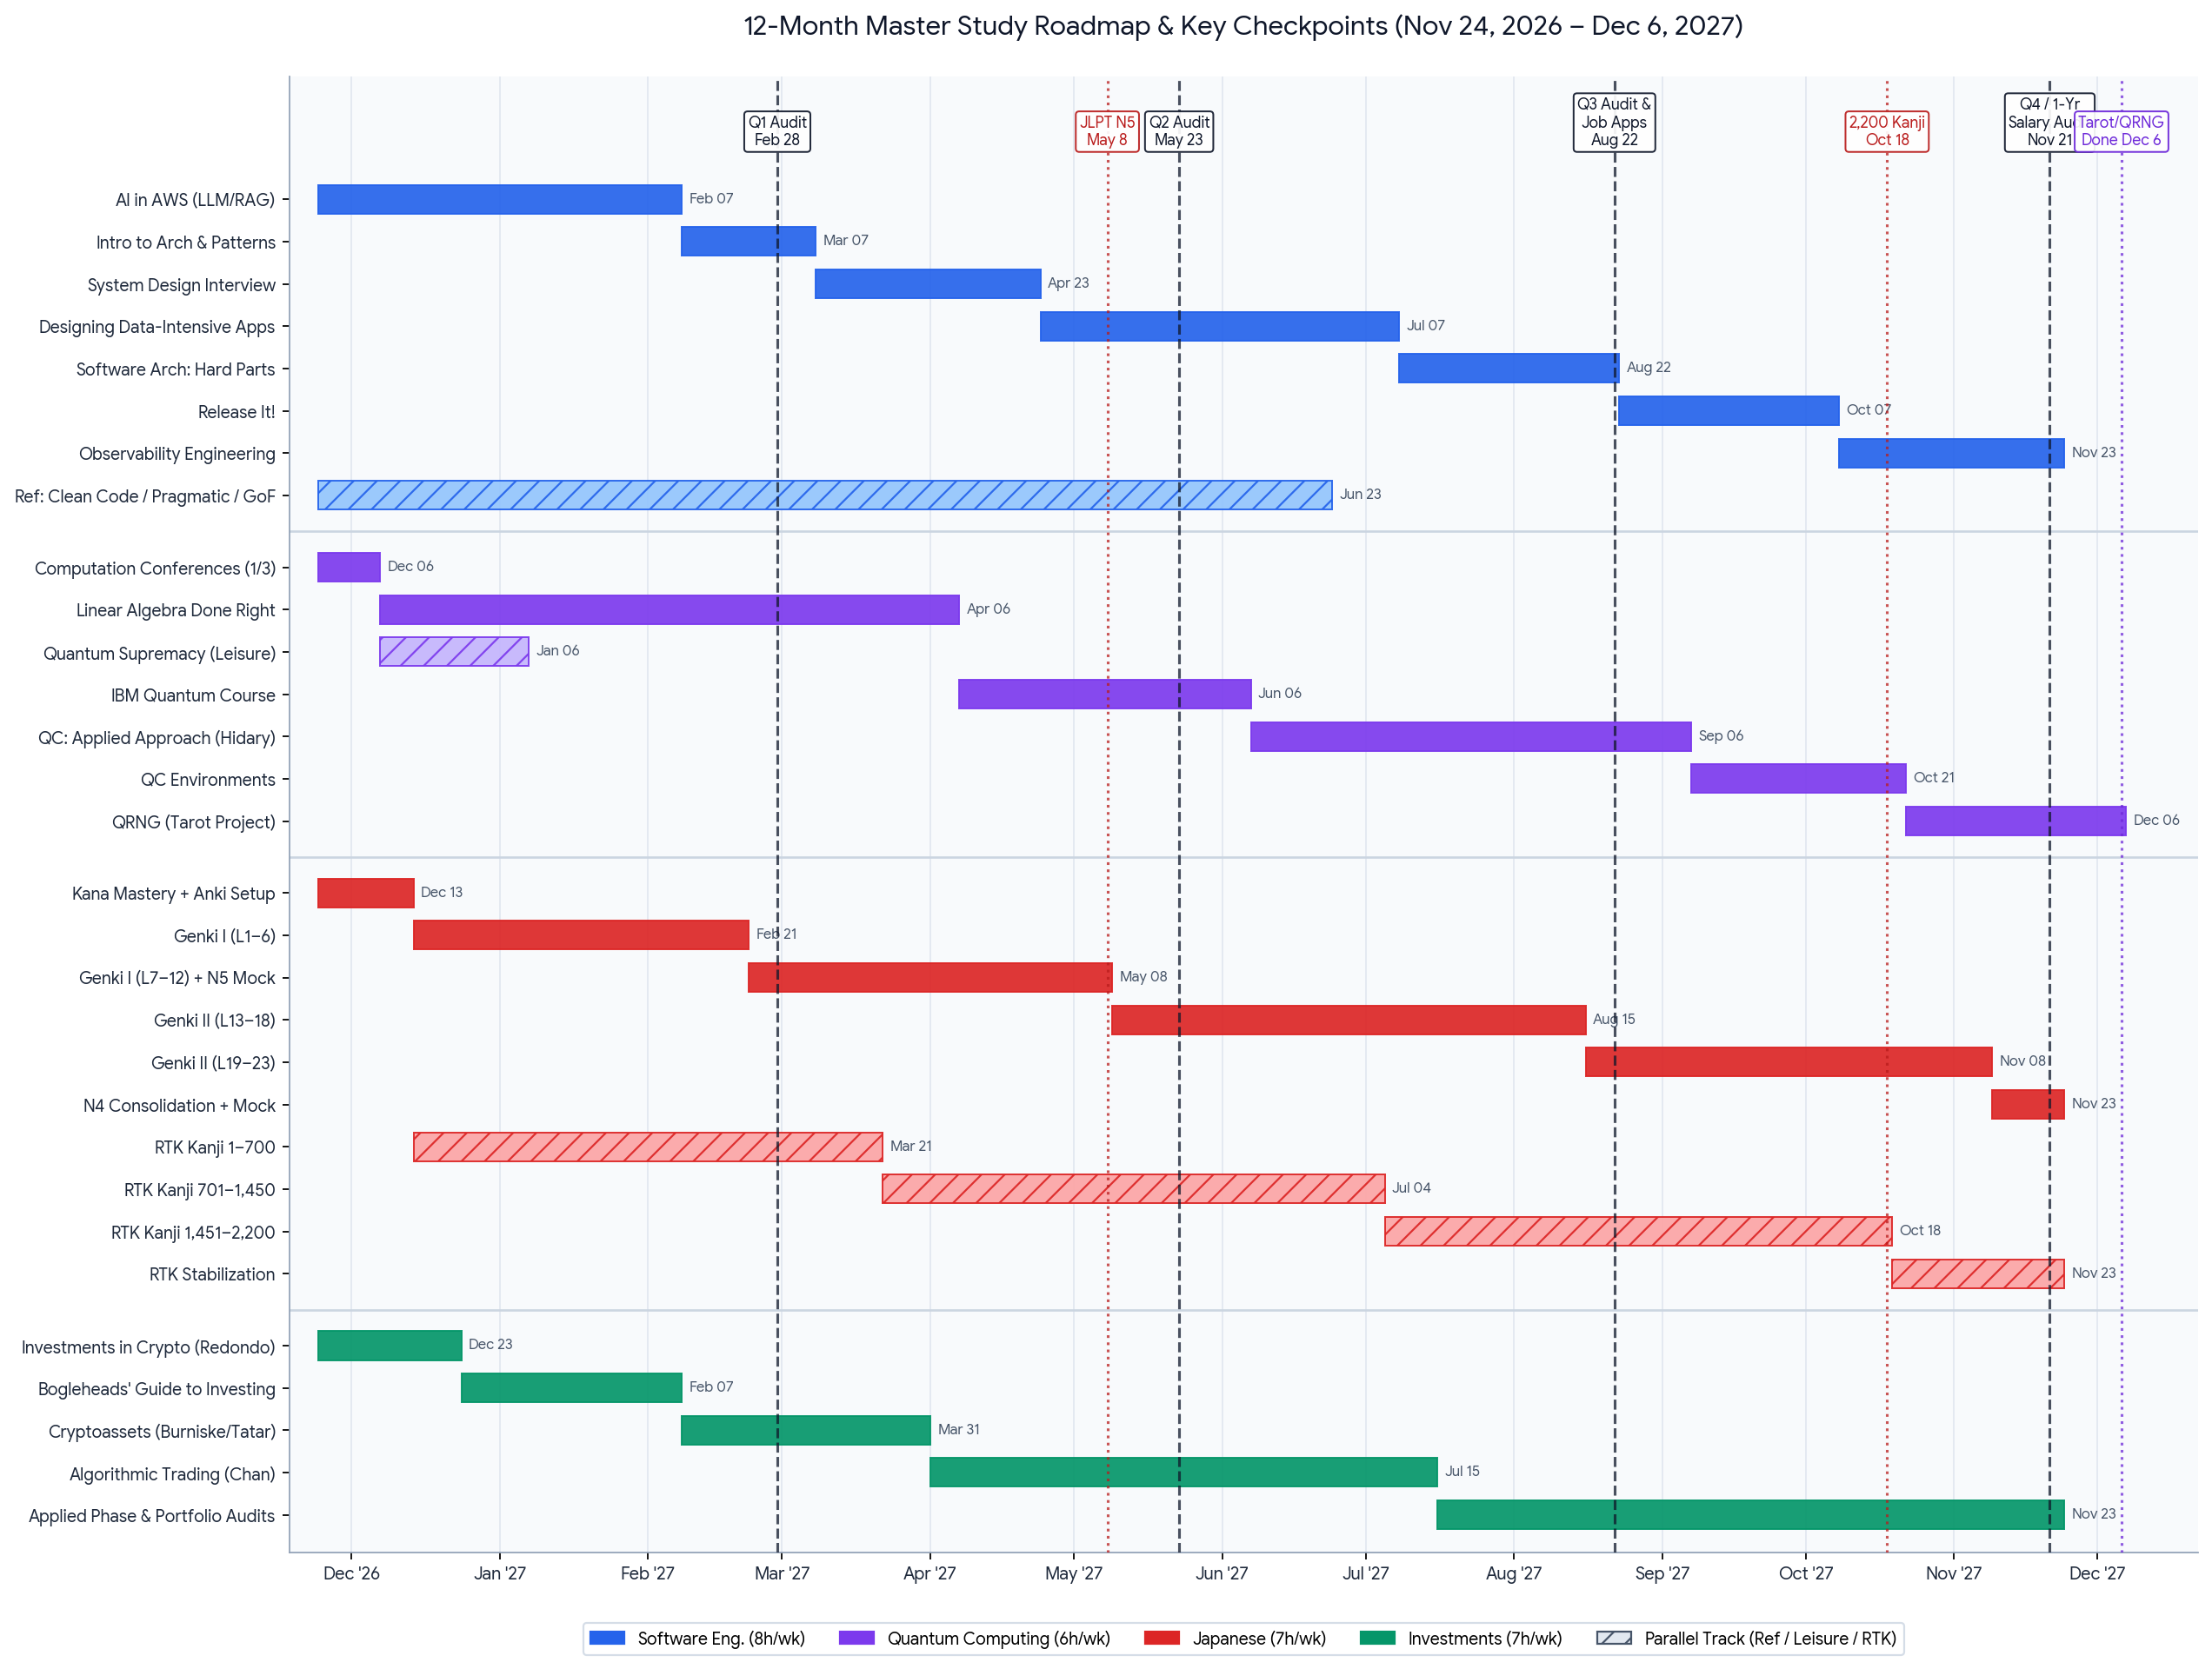 12-Month Master Study Roadmap & Key Checkpoints (Nov 24, 2026 – Dec 6, 2027)
Q1 Audit
Feb 28
JLPT N5
May 8
Q2 Audit
May 23
Q3 Audit &
Job Apps
Aug 22
2,200 Kanji
Oct 18
Q4 / 1-Yr
Salary
Nov 21
Tarot/QRNG
Done Dec 6
AI in AWS (LLM/RAG) Feb 07
Intro to Arch & Patterns Mar 07
System Design Interview Apr 23
Designing Data-Intensive Apps Jul 07
Software Arch: Hard Parts Aug 22
Release It! Oct 07
Observability Engineering Nov 23
Ref: Clean Code / Pragmatic / GoF Jun 23
Computation Conferences (1/3) Dec 06
Linear Algebra Done Right Apr 06
Quantum Supremacy (Leisure) Jan 06
IBM Quantum Course Jun 06
QC: Applied Approach (Hidary) Sep 06
QC Environments Oct 21
QRNG (Tarot Project) Dec 06
Kana Mastery + Anki Setup Dec 13
Genki I (L1–6) Feb 21
Genki I (L7–12) + N5 Mock May 08
Genki II (L13–18) Aug 15
Genki II (L19–23) Nov 08
N4 Consolidation + Mock Nov 23
RTK Kanji 1–700 Mar 21
RTK Kanji 701–1,450 Jul 04
RTK Kanji 1,451–2,200 Oct 18
RTK Stabilization Nov 23
Investments in Crypto (Redondo) Dec 23
Bogleheads' Guide to Investing Feb 07
Cryptoassets (Burniske/Tatar) Mar 31
Algorithmic Trading (Chan) Jul 15
Applied Phase & Portfolio Audits Nov 23
Dec '26 Jan '27 Feb '27 Mar '27 Apr '27 May '27 Jun '27 Jul '27 Aug '27 Sep '27 Oct '27 Nov '27 Dec '27
Software Eng. (8h/wk) Quantum Computing (6h/wk) Japanese (7h/wk) Investments (7h/wk) Parallel Track (Ref / Leisure / RTK)